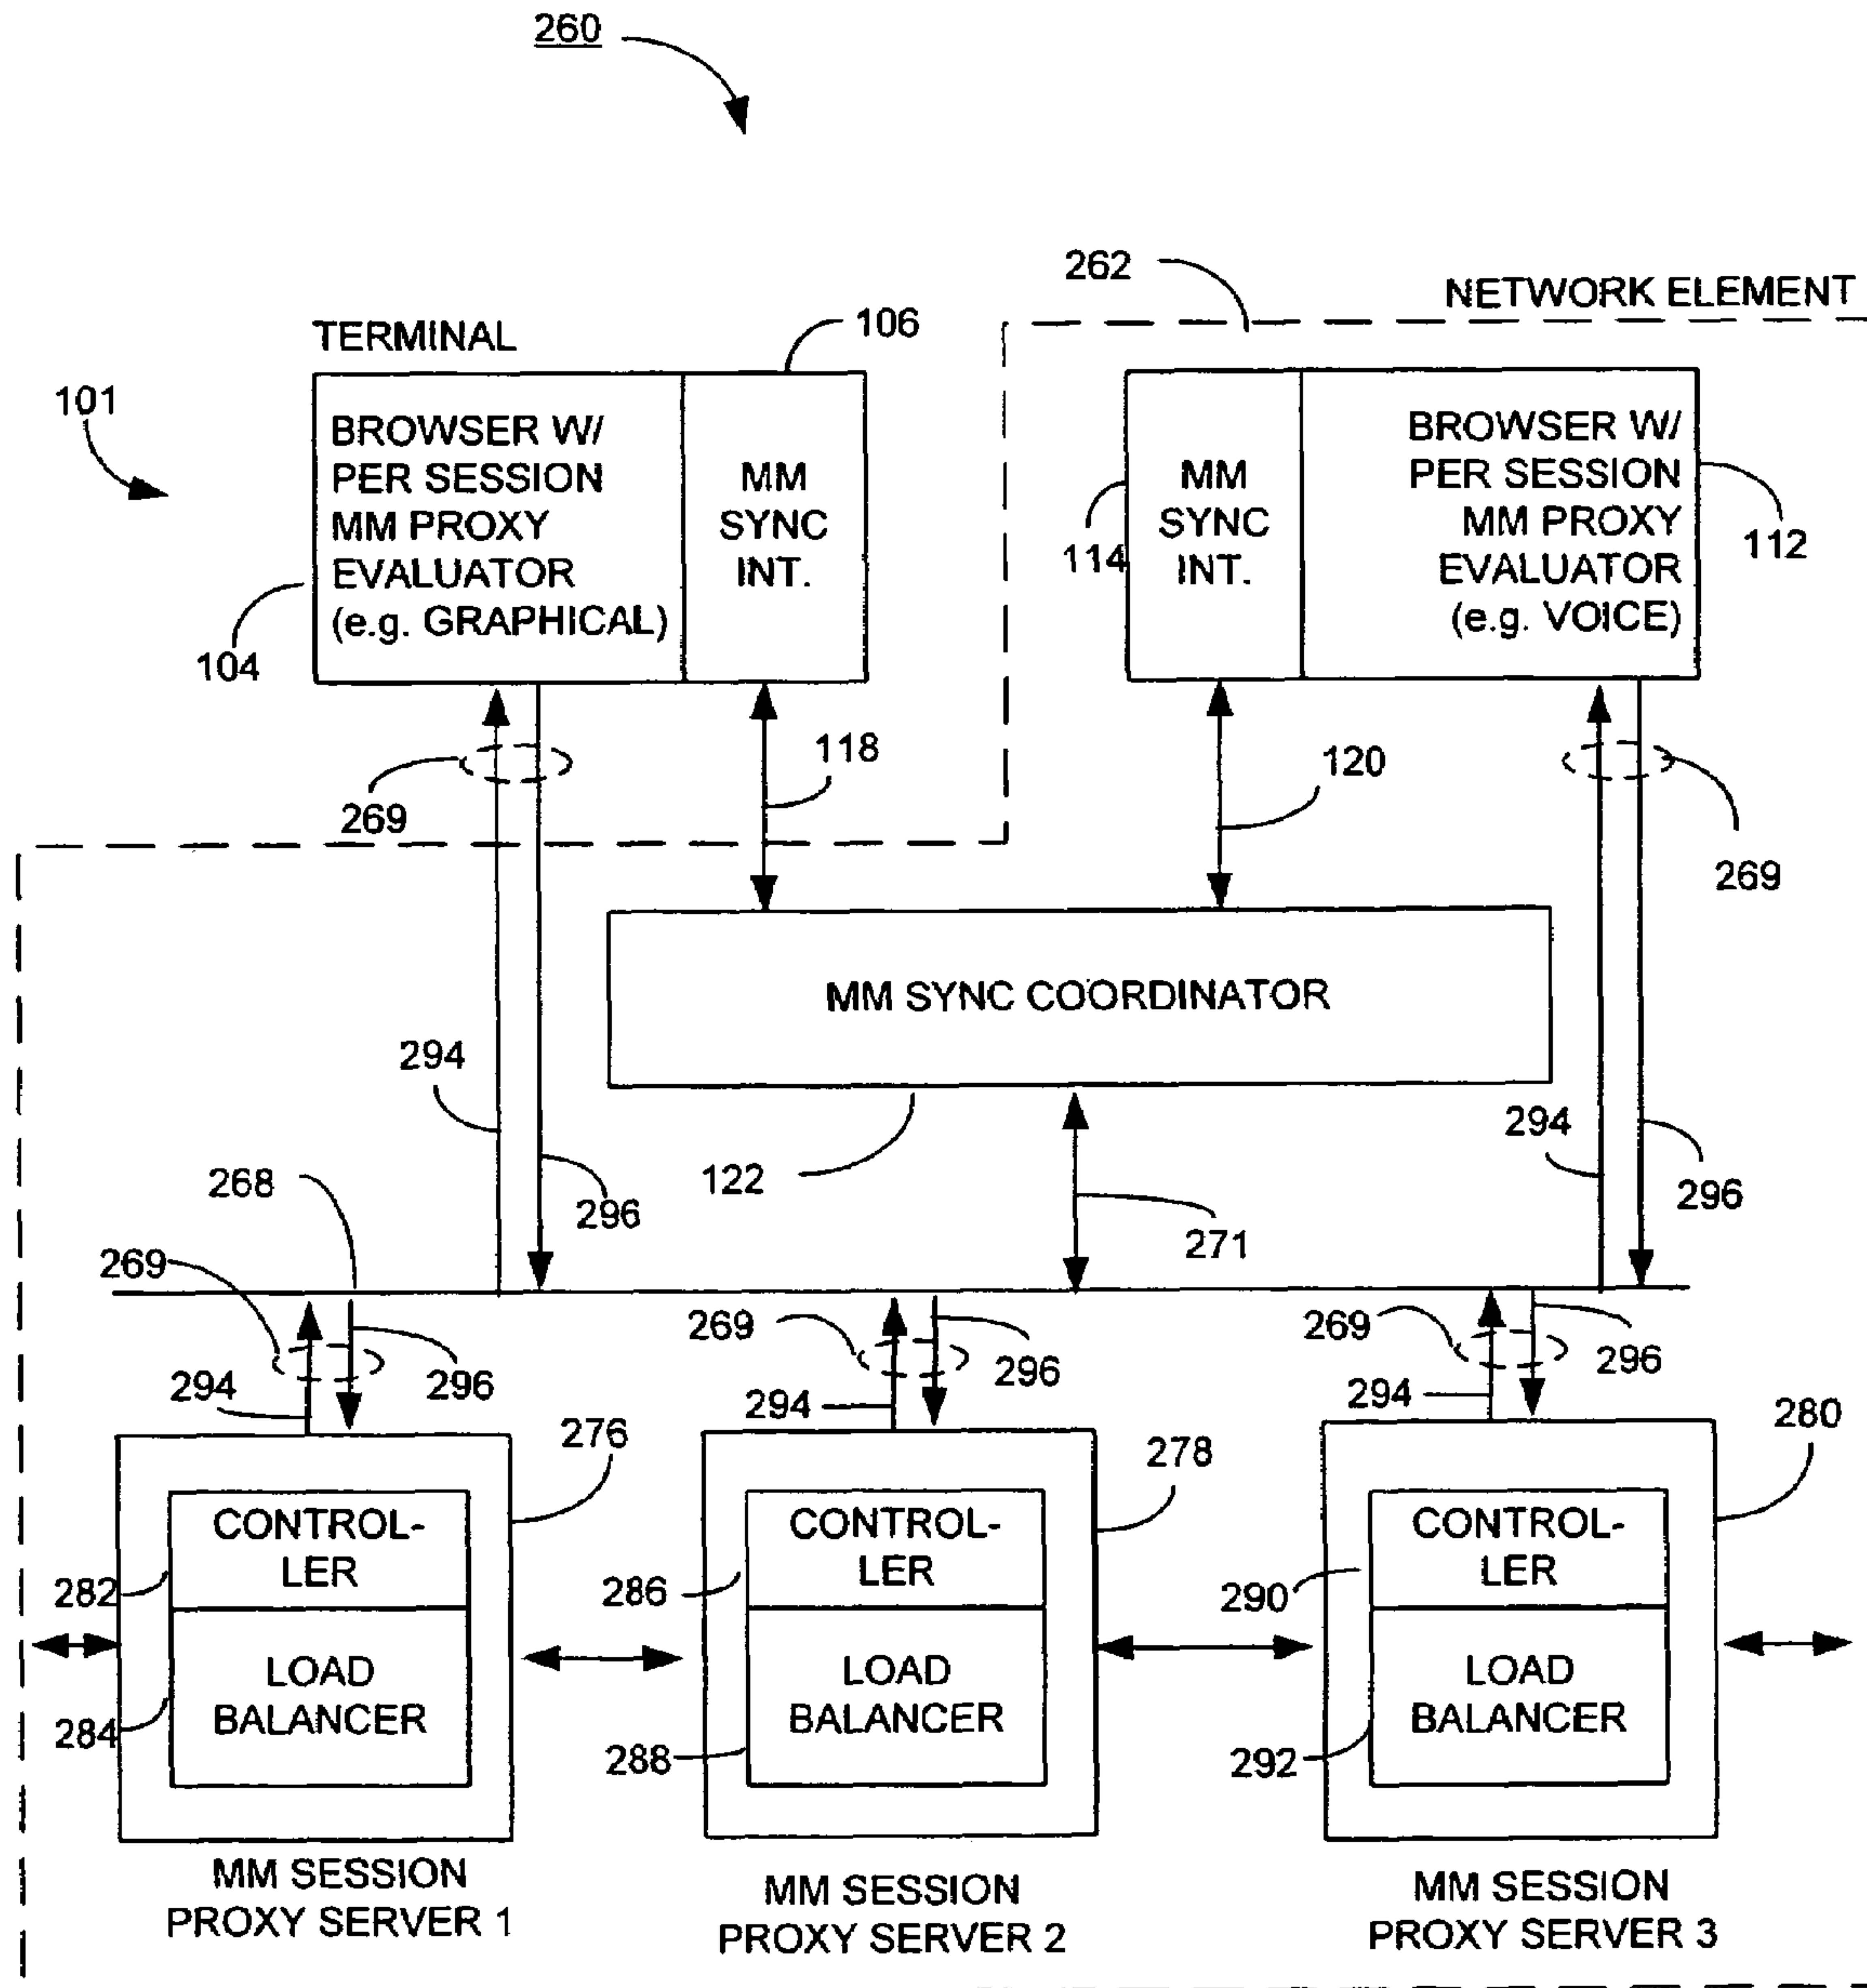 260
262
NETWORK ELEMENT
TERMINAL
106
101
BROWSER W/
PER SESSION
MM PROXY
EVALUATOR
(e.g. GRAPHICAL)
MM
SYNC
INT.
104
MM
SYNC
INT.
114
BROWSER W/
PER SESSION
MM PROXY
EVALUATOR
(e.g. VOICE)
112
269
118
120
269
MM SYNC COORDINATOR
294
296
122
271
294
296
268
269
294
296
269
294
296
269
294
296
276
278
280
CONTROL-
LER
282
LOAD
BALANCER
284
CONTROL-
LER
286
LOAD
BALANCER
288
CONTROL-
LER
290
LOAD
BALANCER
292
MM SESSION
PROXY SERVER 1
MM SESSION
PROXY SERVER 2
MM SESSION
PROXY SERVER 3